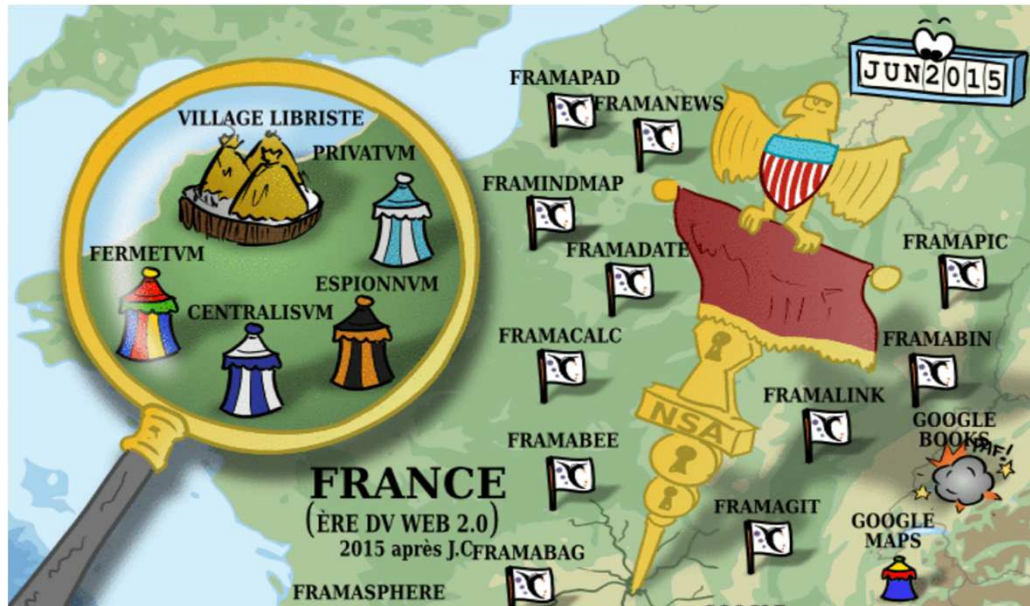 JUN2015
FRAMAPAD
FRAMANEWS
VILLAGE LIBRISTE
PRIVATVM
FRAMINDMAP
FERMETVM
FRAMADATE
FRAMAPIC
ESPIONNVM
CENTRALISVM
FRAMACALC
FRAMABIN
NSA
FRAMALINK
GOOGLE
BOOKS
PAF!
FRAMABEE
FRANCE
(ÈRE DV WEB 2.0)
2015 après J.C
FRAMAGIT
GOOGLE
MAPS
FRAMABAG
FRAMASPHERE
GOOGLE